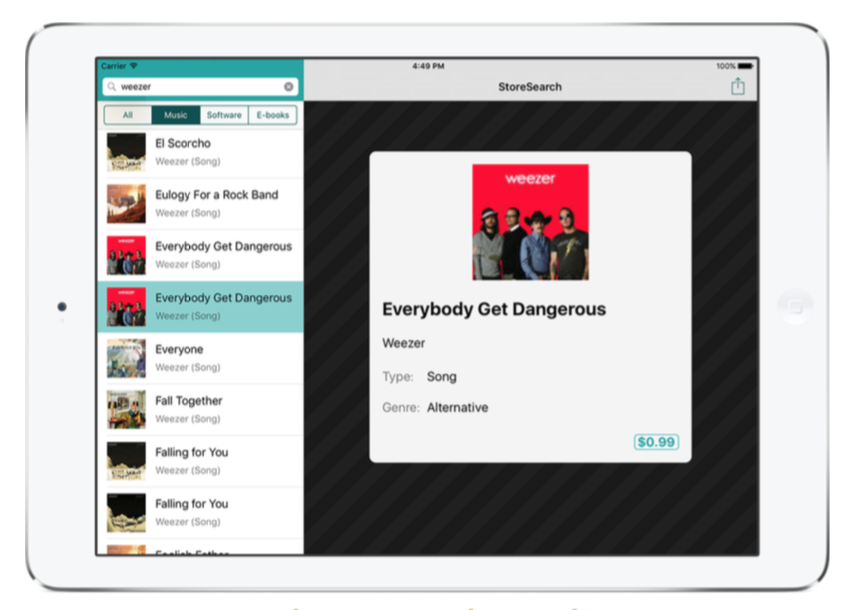 Carrier
4:49 PM
100%
weezer
StoreSearch
All
Music
Software
E-books
El Scorcho
Weezer (Song)
Eulogy For a Rock Band
Weezer (Song)
Everybody Get Dangerous
Weezer (Song)
Everybody Get Dangerous
Weezer (Song)
Everyone
Weezer (Song)
Fall Together
Weezer (Song)
Falling for You
Weezer (Song)
Falling for You
Weezer (Song)
weezer
Everybody Get Dangerous
Weezer
Type: Song
Genre: Alternative
$0.99